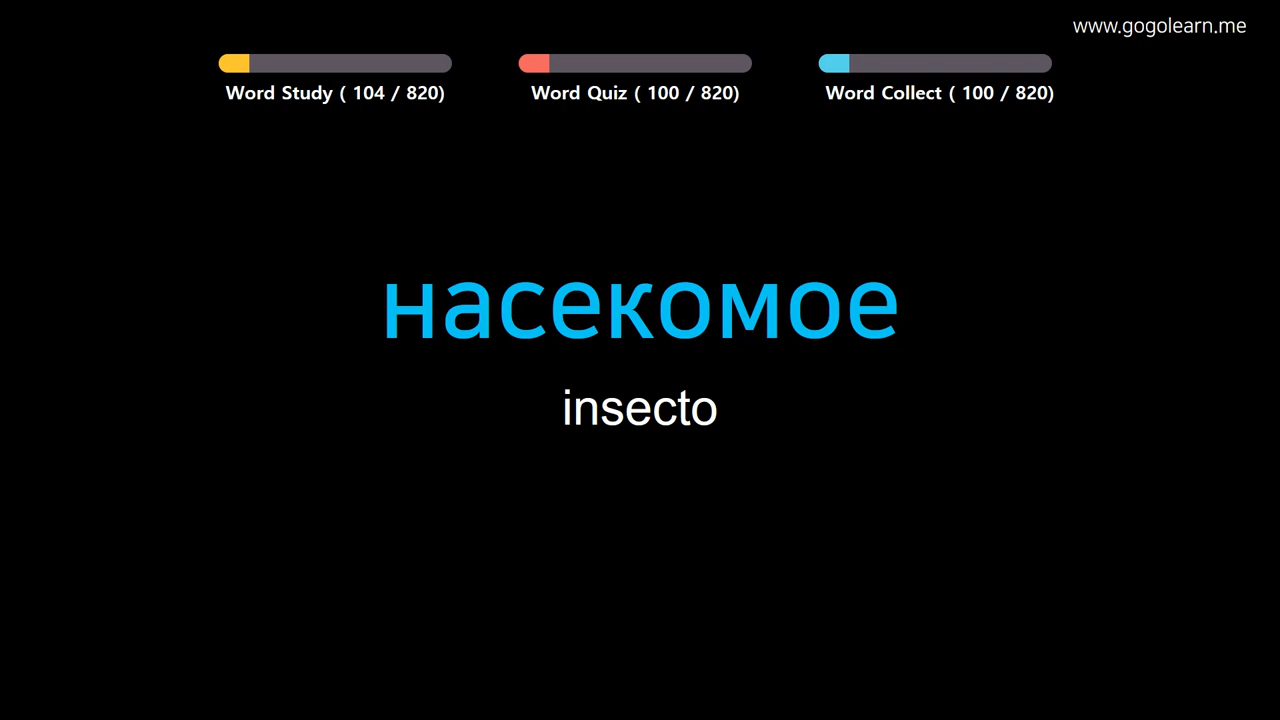 www.gogolearn.me
Word Study ( 104 / 820)
Word Quiz ( 100 / 820)
Word Collect ( 100 / 820)
насекомое
insecto